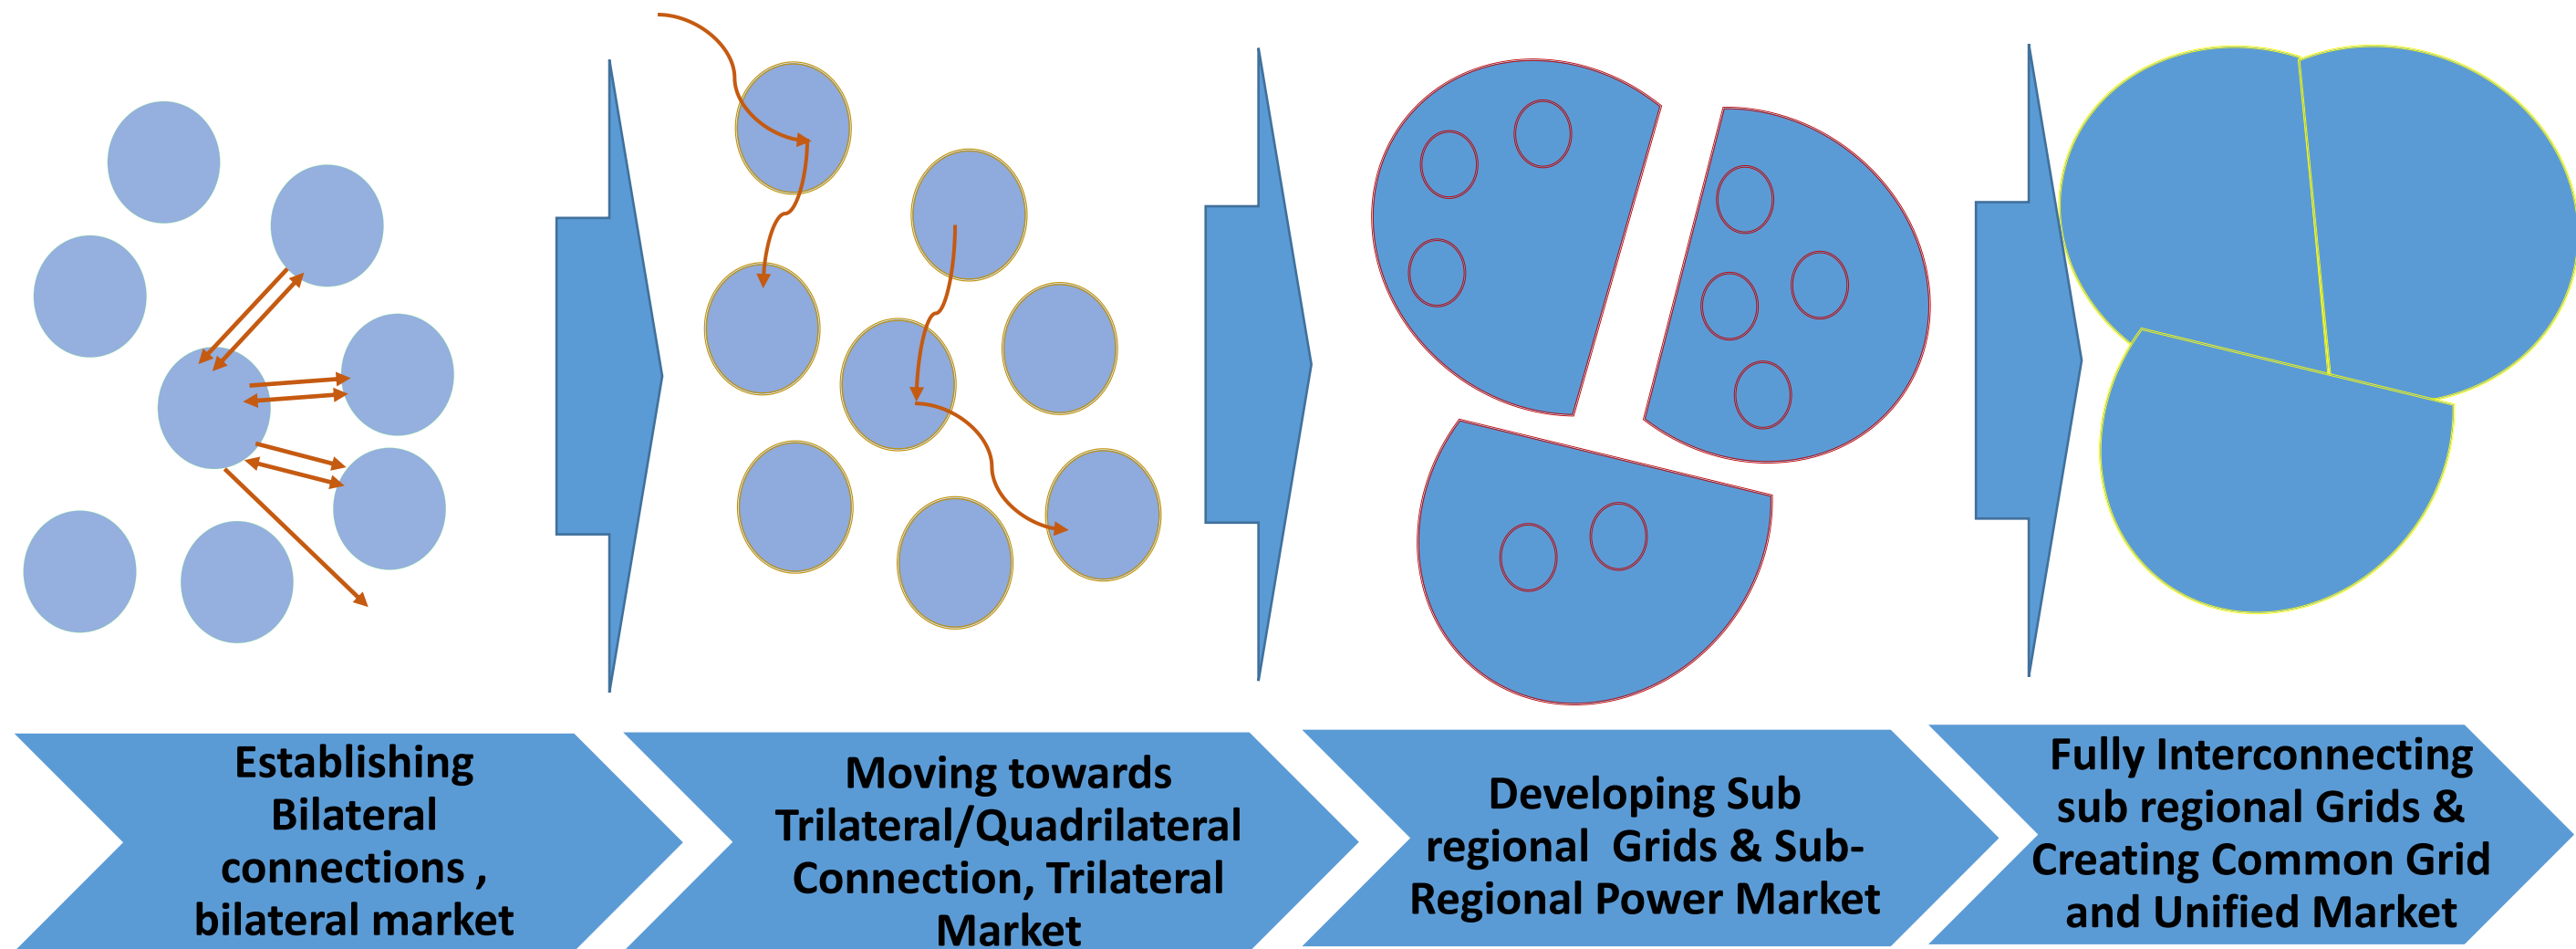 Establishing
Bilateral
connections ,
bilateral market
Moving towards
Trilateral/Quadrilateral
Connection, Trilateral
Market
Developing Sub
regional  Grids & Sub-
Regional Power Market
Fully Interconnecting
sub regional Grids &
Creating Common Grid
and Unified Market